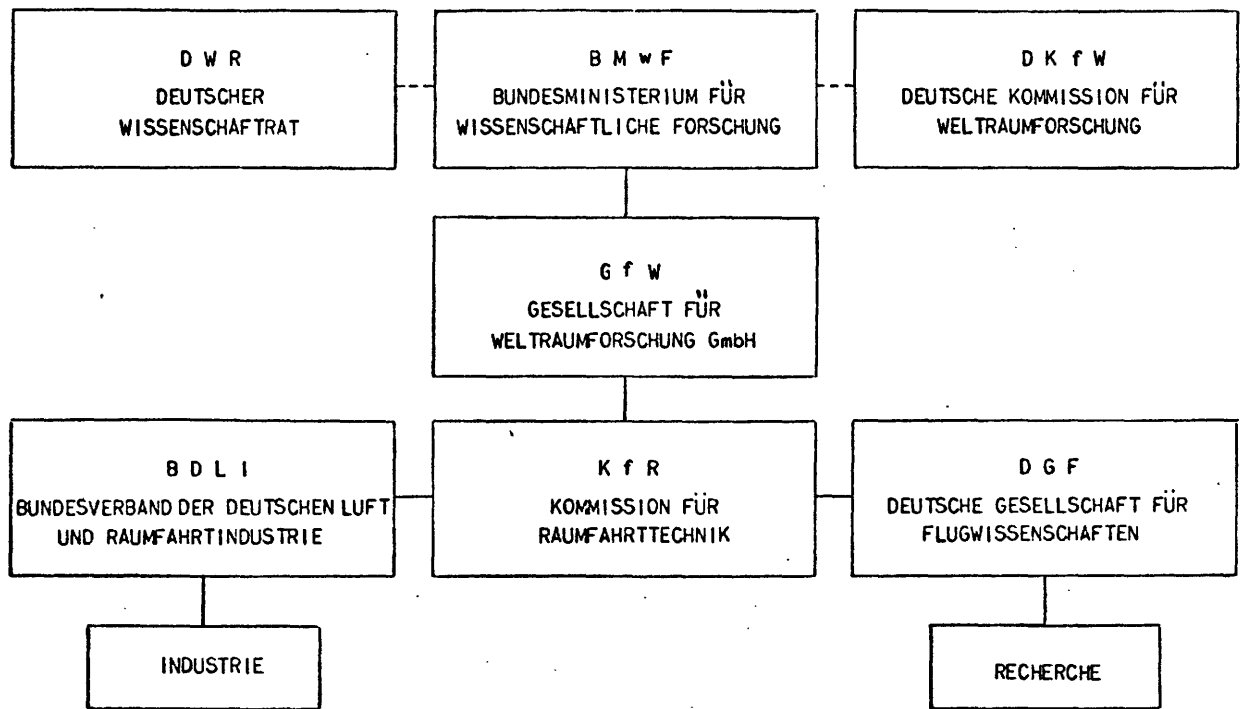 D W R
DEUTSCHER
WISSENSCHAFTRAT
B M w F
BUNDESMINISTERIUM FÜR
WISSENSCHAFTLICHE FORSCHUNG
D K f W
DEUTSCHE KOMMISSION FÜR
WELTRAUMFORSCHUNG
G f W
GESELLSCHAFT FÜR
WELTRAUMFORSCHUNG GmbH
B D L I
BUNDESVERBAND DER DEUTSCHEN LUFT
UND RAUMFAHRTINDUSTRIE
K f R
KOMMISSION FÜR
RAUMFAHRTTECHNIK
D G F
DEUTSCHE GESELLSCHAFT FÜR
FLUGWISSENSCHAFTEN
INDUSTRIE
RECHERCHE